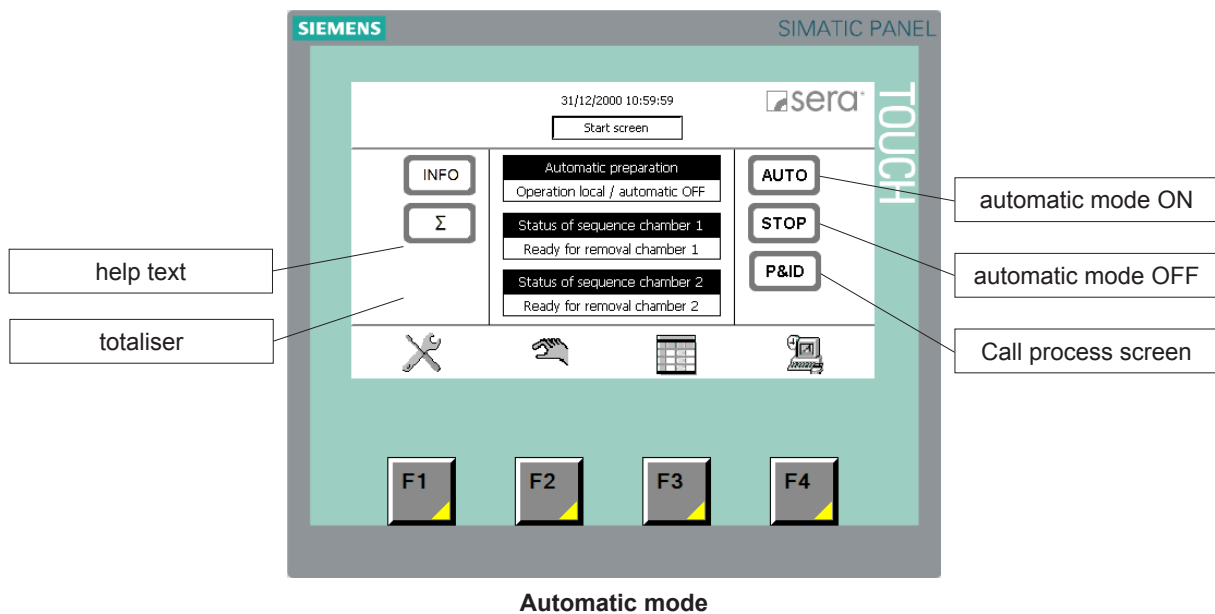 SIEMENS
SIMATIC PANEL
TOUCH
31/12/2000 10:59:59
sera
Start screen
INFO
Σ
Automatic preparation
Operation local / automatic OFF
Status of sequence chamber 1
Ready for removal chamber 1
Status of sequence chamber 2
Ready for removal chamber 2
AUTO
STOP
P&ID
help text
totaliser
automatic mode ON
automatic mode OFF
Call process screen
F1
F2
F3
F4
Automatic mode